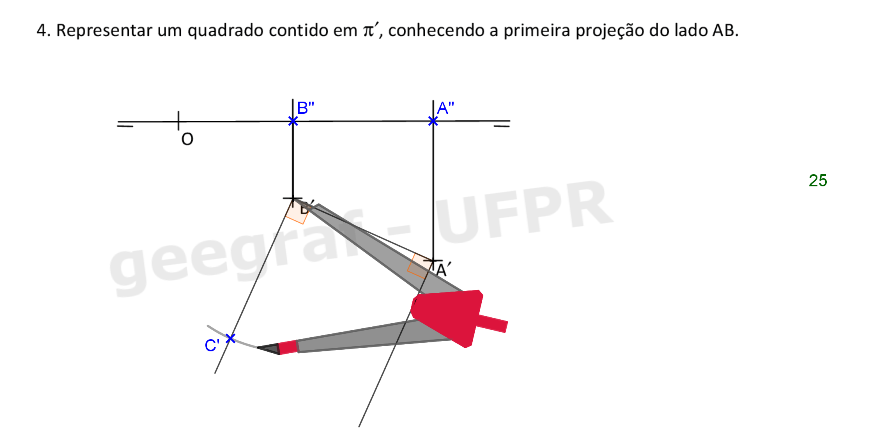 4. Representar um quadrado contido em π′, conhecendo a primeira projeção do lado AB.
B" A"
O
25
B′
geegraf - UFPR
A′
C'